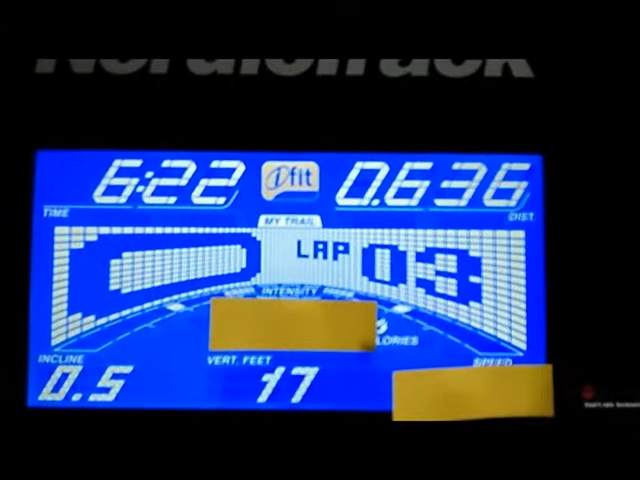 NordicTrack
6:22 ifit 0.636
TIME DIST.
MY TRAIL
LAP 03
INTENSITY
INCLINE VERT. FEET SPEED
0.5 17